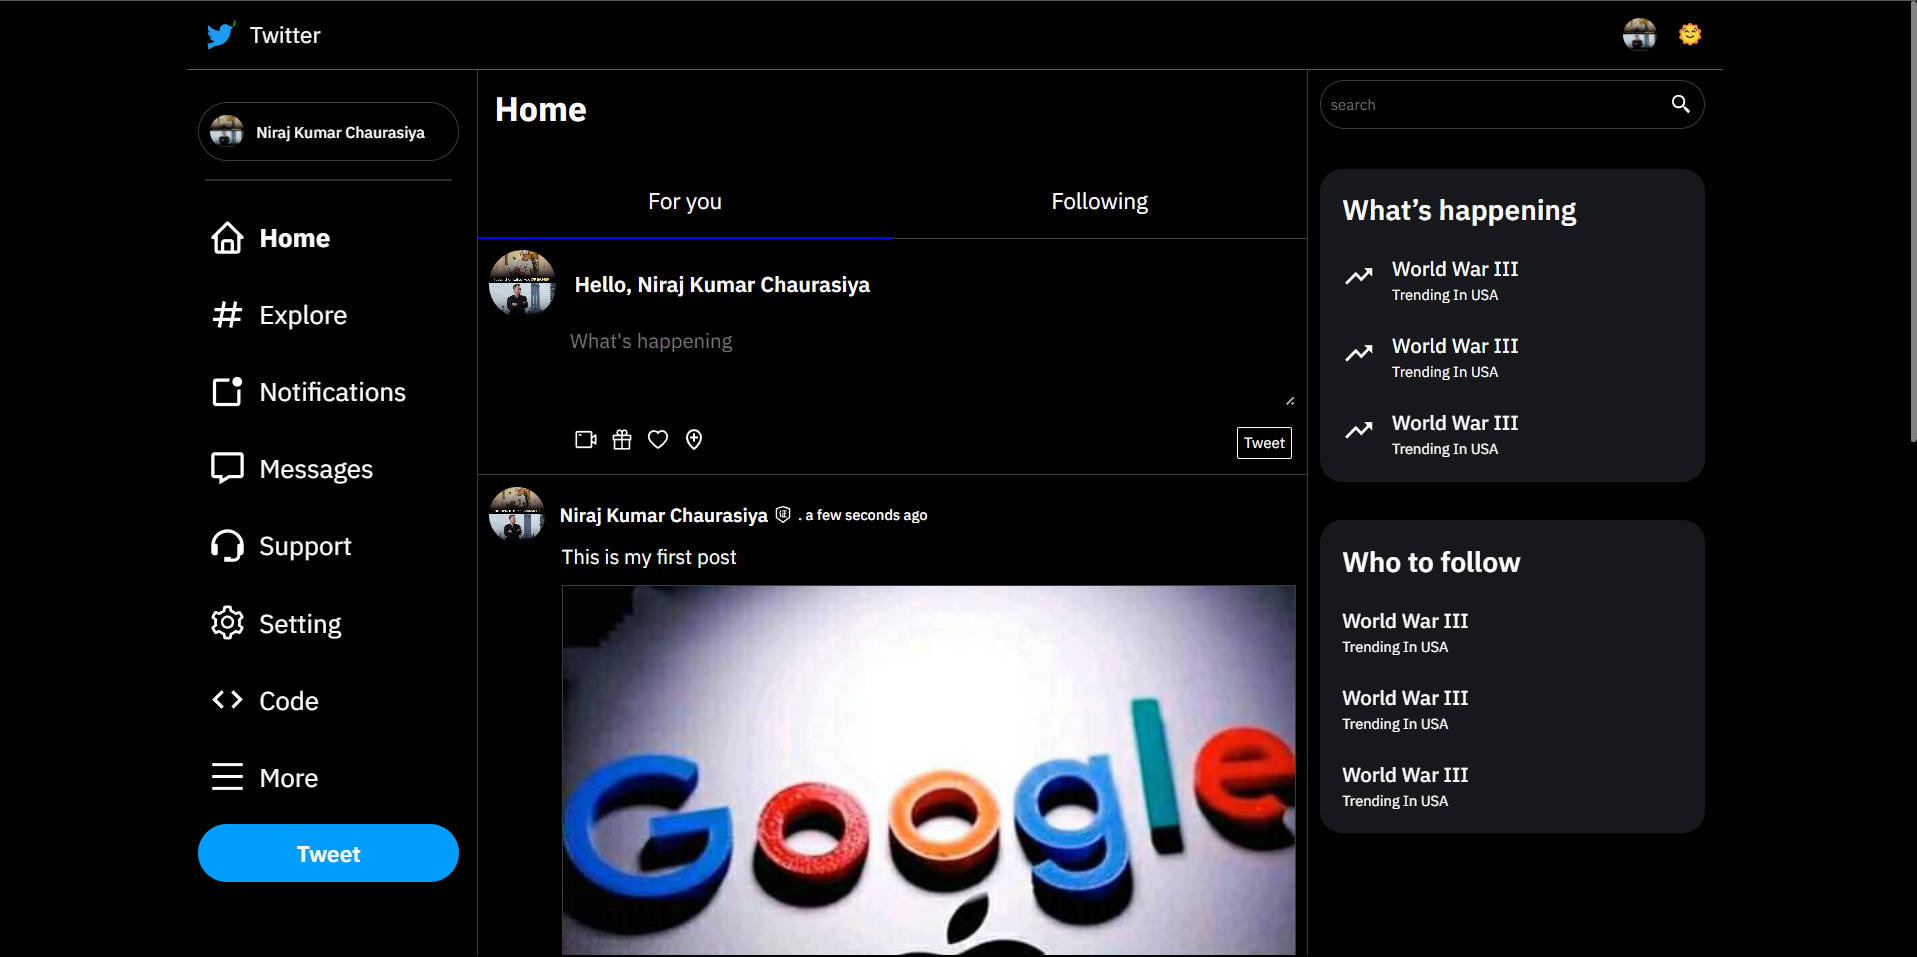 Twitter
Niraj Kumar Chaurasiya
Home
Explore
Notifications
Messages
Support
Setting
Code
More
Tweet
Home
For you
Following
Hello, Niraj Kumar Chaurasiya
What's happening
Tweet
Niraj Kumar Chaurasiya . a few seconds ago
This is my first post
Google
search
What’s happening
World War III
Trending In USA
World War III
Trending In USA
World War III
Trending In USA
Who to follow
World War III
Trending In USA
World War III
Trending In USA
World War III
Trending In USA